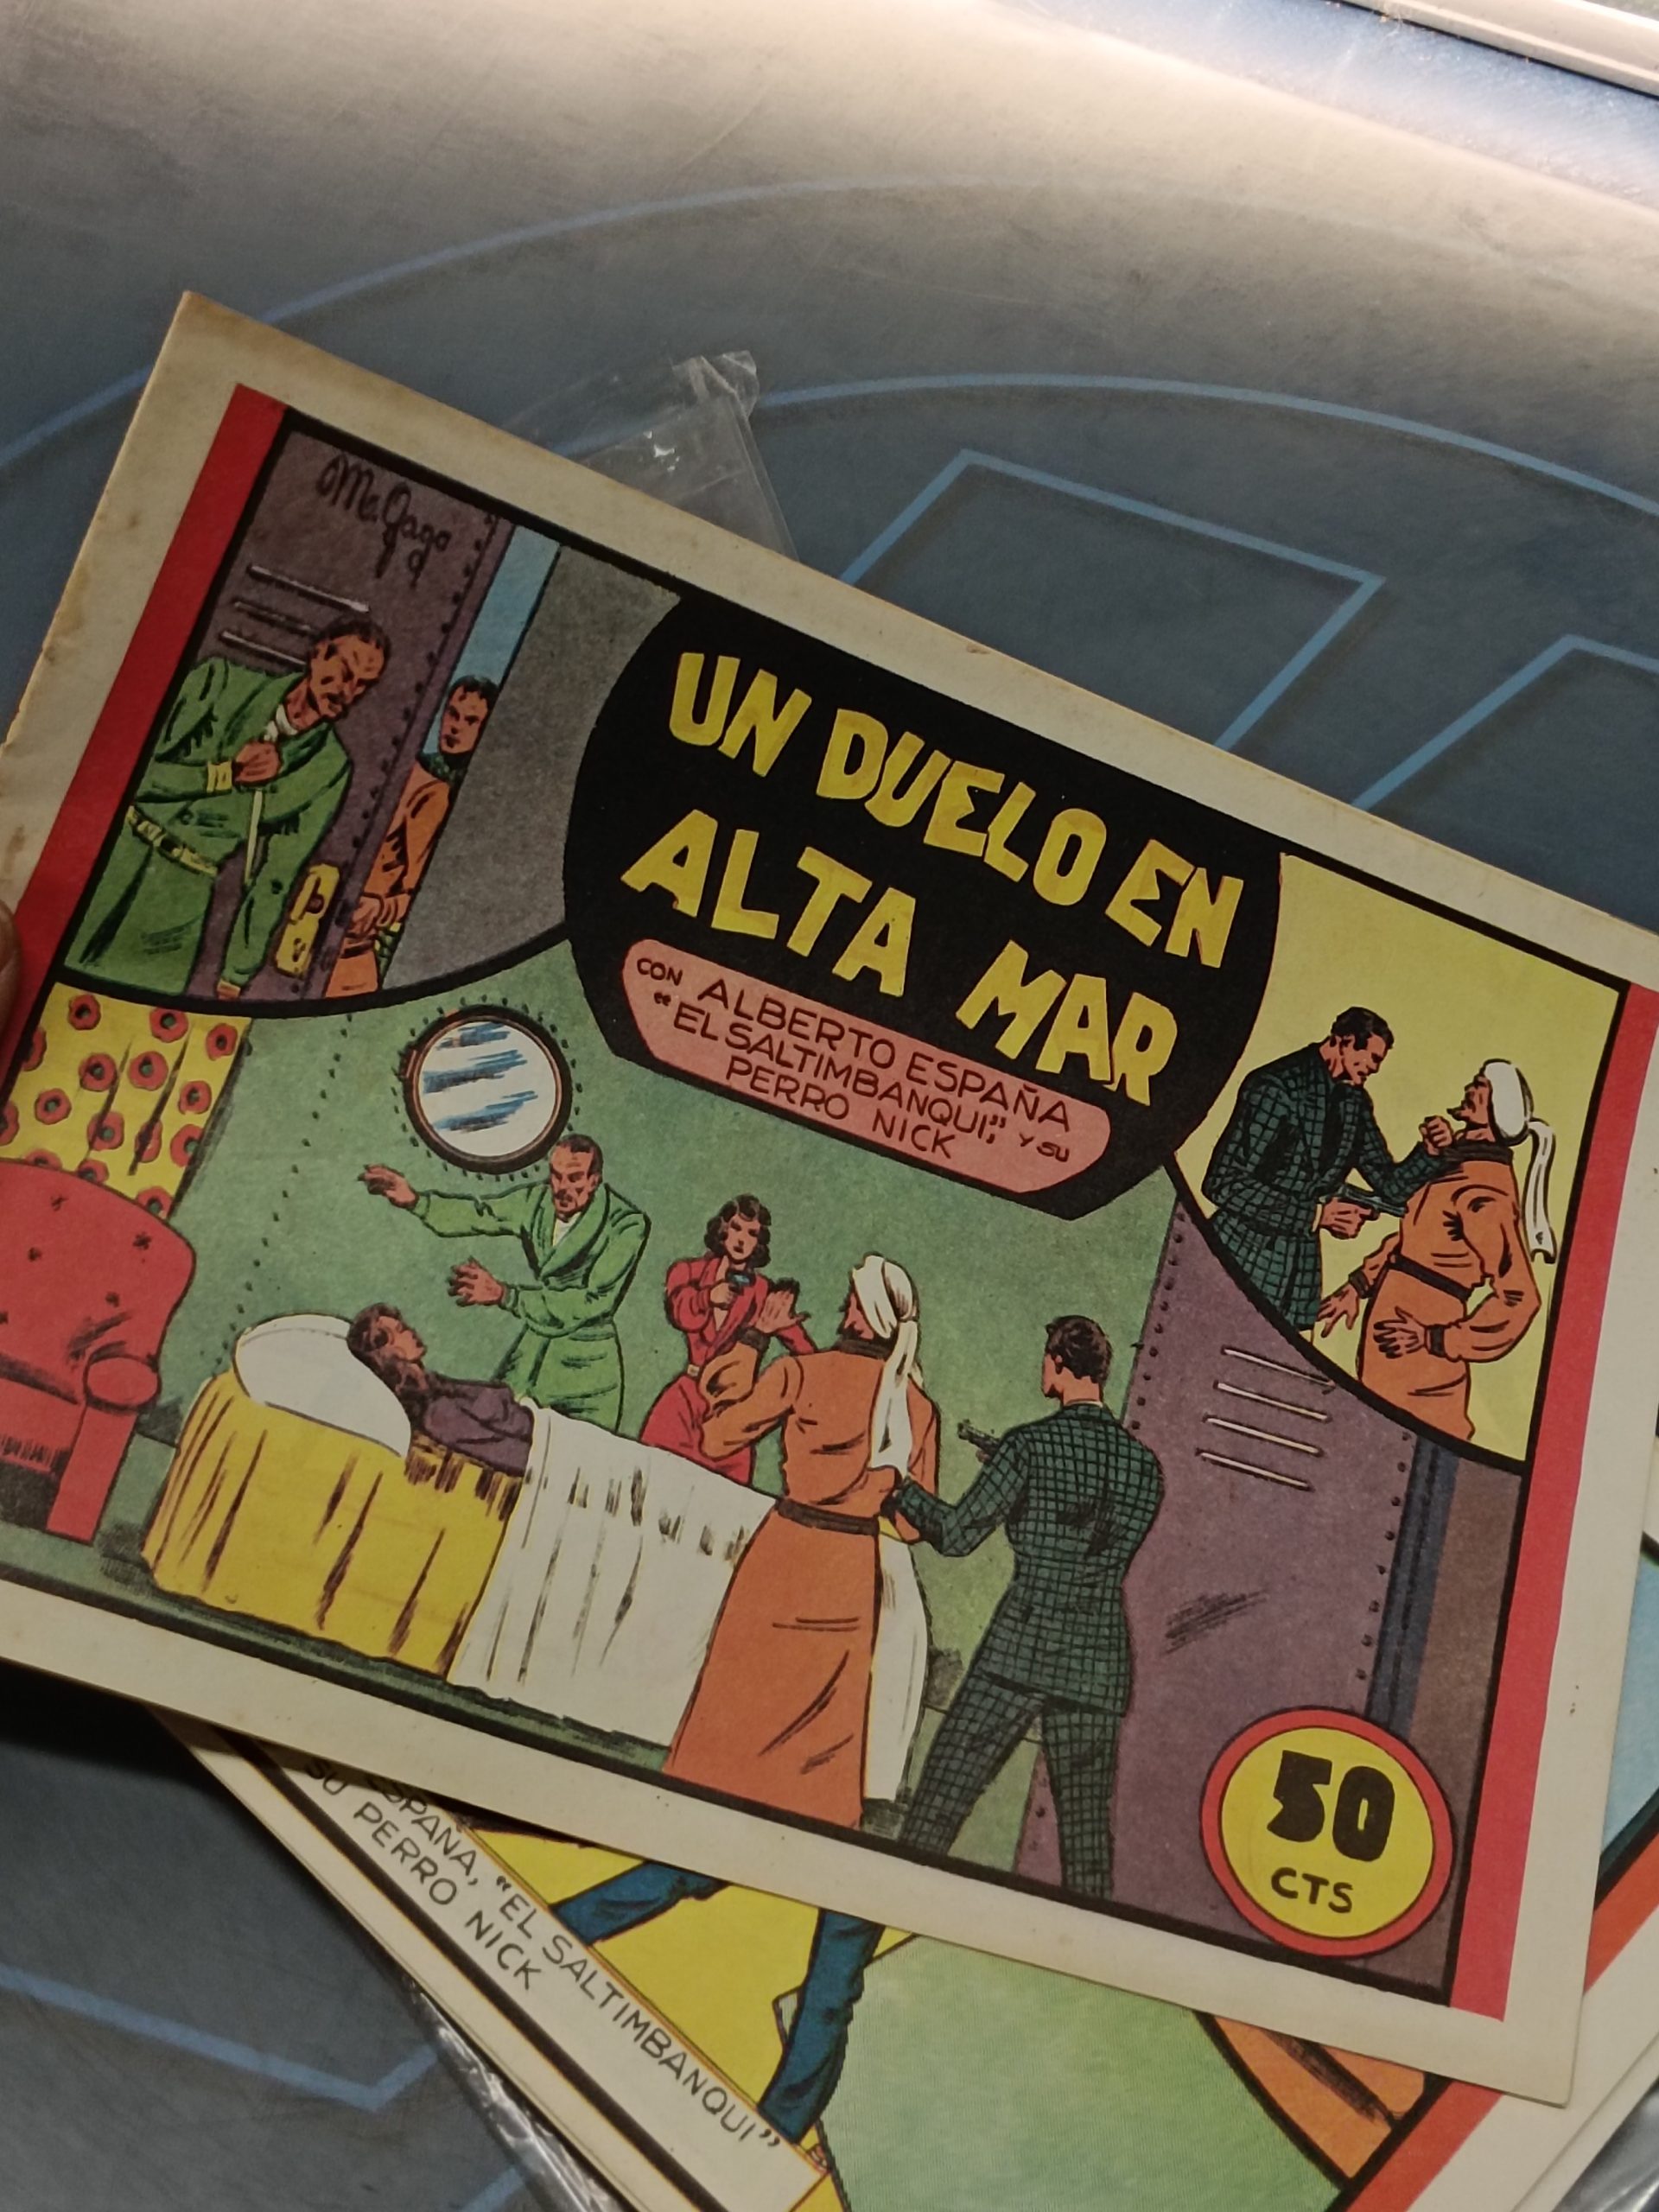 M. Gago
UN DUELO EN
ALTA MAR
CON ALBERTO ESPAÑA
"EL SALTIMBANQUI", Y SU
PERRO NICK
50
CTS
ESPAÑA, "EL SALTIMBANQUI"
SU PERRO NICK